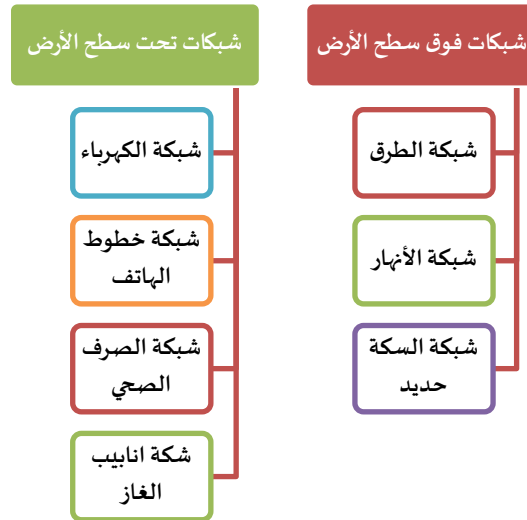 شبكات فوق سطح الأرض
شبكة الطرق
شبكة الأنهار
شبكة السكة
حديد
شبكات تحت سطح الأرض
شبكة الكهرباء
شبكة خطوط
الهاتف
شبكة الصرف
الصحي
شكة انابيب
الغاز